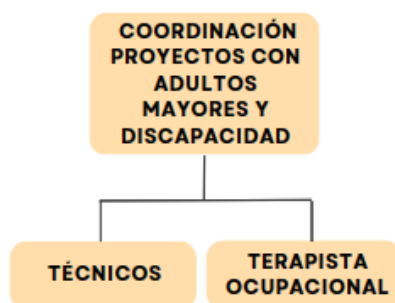 COORDINACIÓN
PROYECTOS CON
ADULTOS
MAYORES Y
DISCAPACIDAD
TÉCNICOS
TERAPISTA
OCUPACIONAL